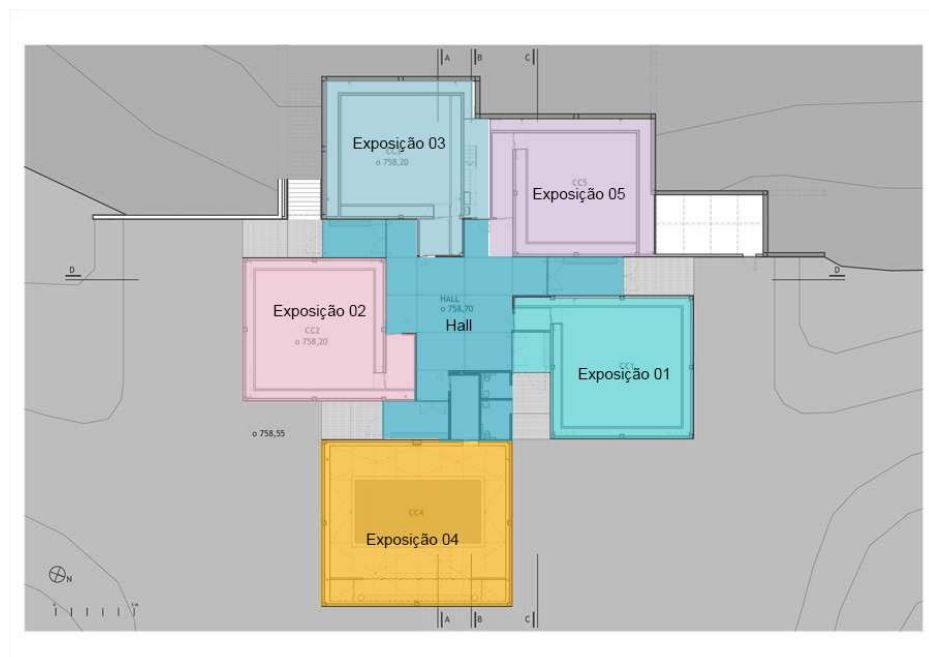 A B C
Exposição 03
o 758,20
CC5
Exposição 05
D D
HALL
o 758,70
Hall
Exposição 02
CC2
o 758,20
Exposição 01
o 758,55
CC4
Exposição 04
N
A B C